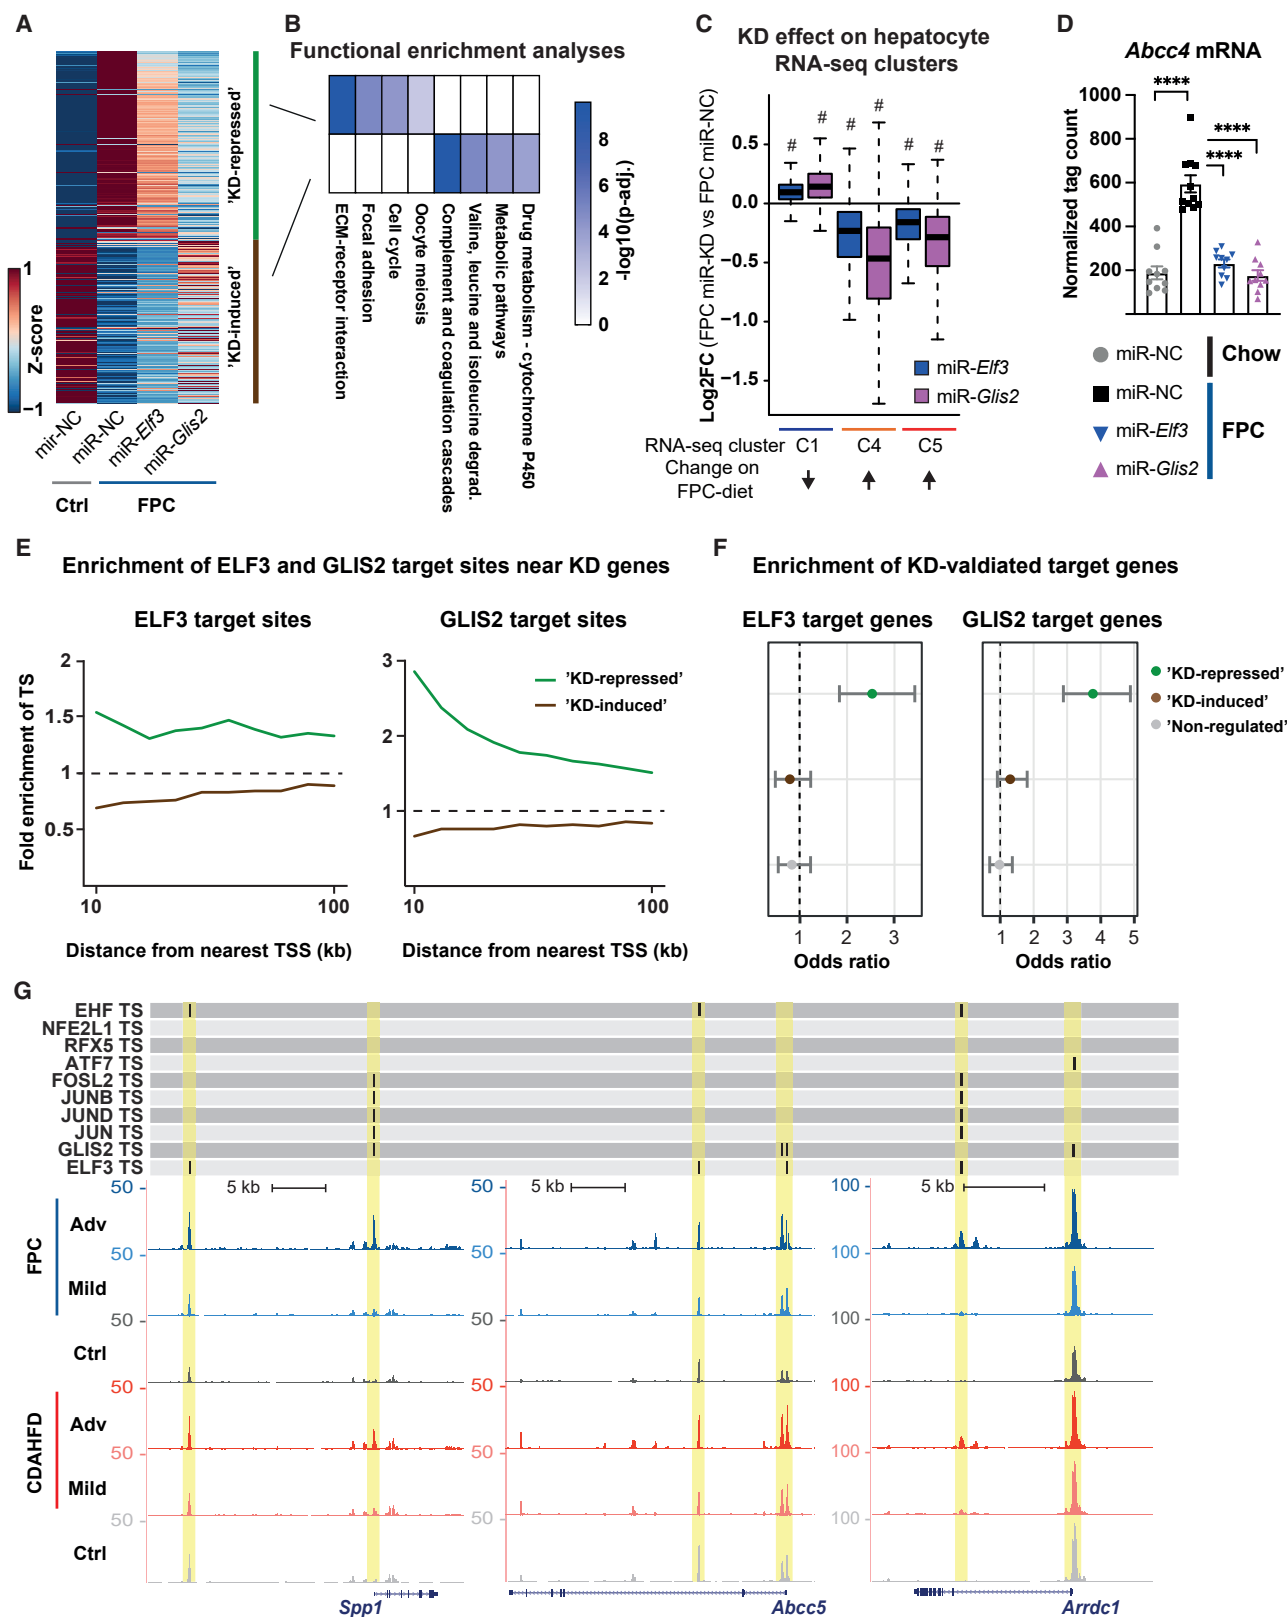 A
'KD-repressed'
'KD-induced'
1
Z-score
−1
mir-NC
miR-NC
miR-Elf3
miR-Glis2
Ctrl
FPC
B
Functional enrichment analyses
8
6
4
2
0
-log10(p-adj.)
ECM-receptor interaction
Focal adhesion
Cell cycle
Oocyte meiosis
Complement and coagulation cascades
Valine, leucine and isoleucine degrad.
Metabolic pathways
Drug metabolism - cytochrome P450
C
KD effect on hepatocyte
RNA-seq clusters
Log2FC (FPC miR-KD vs FPC miR-NC)
0.5
0.0
−0.5
−1.0
−1.5
# # # # # #
miR-Elf3
miR-Glis2
RNA-seq cluster C1 C4 C5
Change on
FPC-diet
D
Abcc4 mRNA
Normalized tag count
1000
800
600
400
200
****
****
****
miR-NC
Chow
miR-NC
miR-Elf3
miR-Glis2
FPC
E
Enrichment of ELF3 and GLIS2 target sites near KD genes
ELF3 target sites
GLIS2 target sites
Fold enrichment of TS
2
1.5
1
0.5
10 100
Distance from nearest TSS (kb)
3
2
1
10 100
Distance from nearest TSS (kb)
'KD-repressed'
'KD-induced'
F
Enrichment of KD-valdiated target genes
ELF3 target genes
GLIS2 target genes
1 2 3
Odds ratio
1 2 3 4 5
Odds ratio
'KD-repressed'
'KD-induced'
'Non-regulated'
G
EHF TS
NFE2L1 TS
RFX5 TS
ATF7 TS
FOSL2 TS
JUNB TS
JUND TS
JUN TS
GLIS2 TS
ELF3 TS
50 5 kb 50 5 kb 100 5 kb
FPC
Adv
50 50 100
Mild
50 50 100
Ctrl
50 50 100
CDAHFD
Adv
50 50 100
Mild
50 50 100
Ctrl
Spp1 Abcc5 Arrdc1